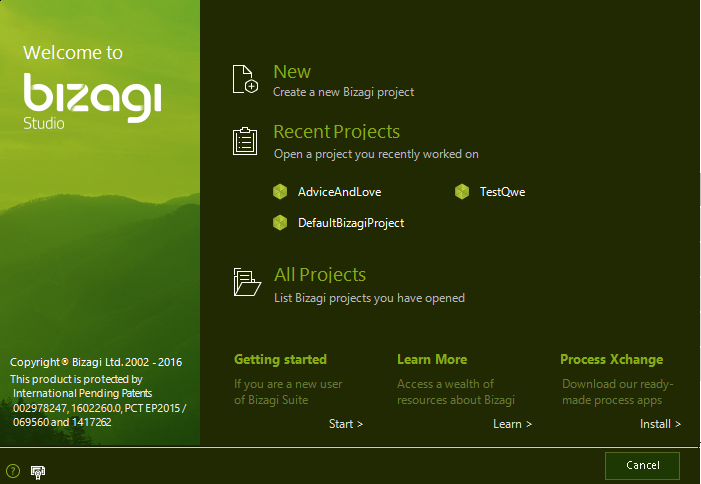 Welcome to
bizagi
Studio
New
Create a new Bizagi project
Recent Projects
Open a project you recently worked on
AdviceAndLove
TestQwe
DefaultBizagiProject
All Projects
List Bizagi projects you have opened
Getting started
If you are a new user
of Bizagi Suite
Start >
Learn More
Access a wealth of
resources about Bizagi
Learn >
Process Xchange
Download our ready-
made process apps
Install >
Copyright® Bizagi Ltd. 2002 - 2016
This product is protected by
International Pending Patents
002978247, 1602260.0, PCT EP2015 /
069560 and 1417262
?
Cancel